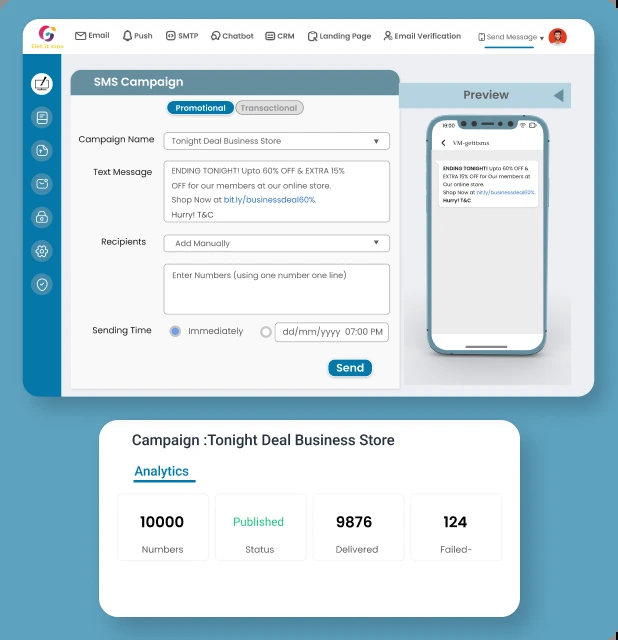 Get it sms
Email
Push
SMTP
Chatbot
CRM
Landing Page
Email Verification
Send Message
SMS Campaign
Promotional
Transactional
Campaign Name
Tonight Deal Business Store
Text Message
ENDING TONIGHT! Upto 60% OFF & EXTRA 15%
OFF for our members at our online store.
Shop Now at bit.ly/businessdeal60%.
Hurry! T&C
Recipients
Add Manually
Enter Numbers (using one number one line)
Sending Time
Immediately
dd/mm/yyyy 07:00 PM
Send
Preview
19:00
VM-getitsms
ENDING TONIGHT! Upto 60% OFF &
EXTRA 15% OFF for Our members at
Our online store.
Shop Now at bit.ly/businessdeal60%.
Hurry! T&C
Campaign :Tonight Deal Business Store
Analytics
10000
Numbers
Published
Status
9876
Delivered
124
Failed-